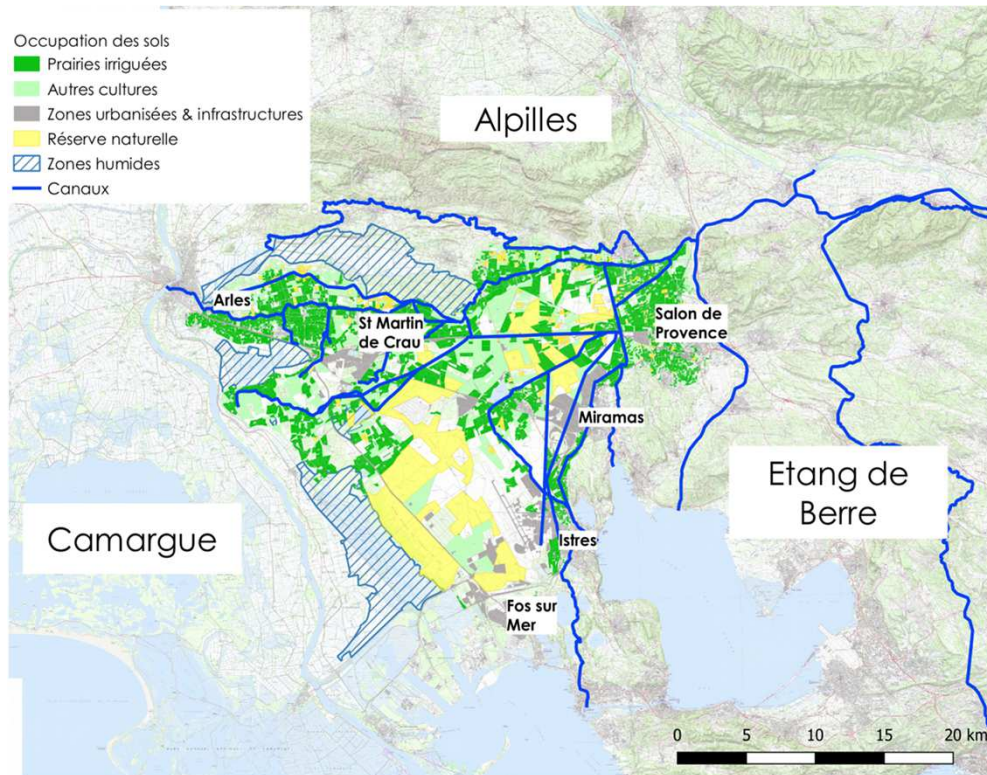 Occupation des sols
Prairies irriguées
Autres cultures
Zones urbanisées & infrastructures
Réserve naturelle
Zones humides
Canaux
Alpilles
Arles
St Martin
de Crau
Salon de
Provence
Miramas
Etang de
Berre
Camargue
Istres
Fos sur
Mer
0 5 10 15 20 km